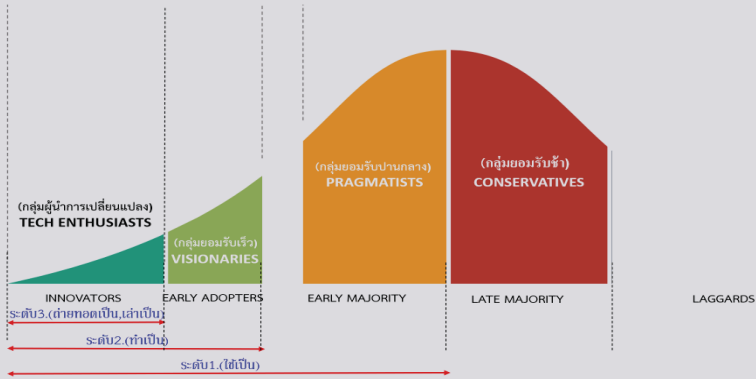 (กลุ่มผู้นำการเปลี่ยนแปลง)
TECH ENTHUSIASTS
(กลุ่มยอมรับเร็ว)
VISIONARIES
(กลุ่มยอมรับปานกลาง)
PRAGMATISTS
(กลุ่มยอมรับช้า)
CONSERVATIVES
INNOVATORS
EARLY ADOPTERS
EARLY MAJORITY
LATE MAJORITY
LAGGARDS
ระดับ3.(ถ่ายทอดเป็น,เล่าเป็น)
ระดับ2.(ทำเป็น)
ระดับ1.(ใช้เป็น)